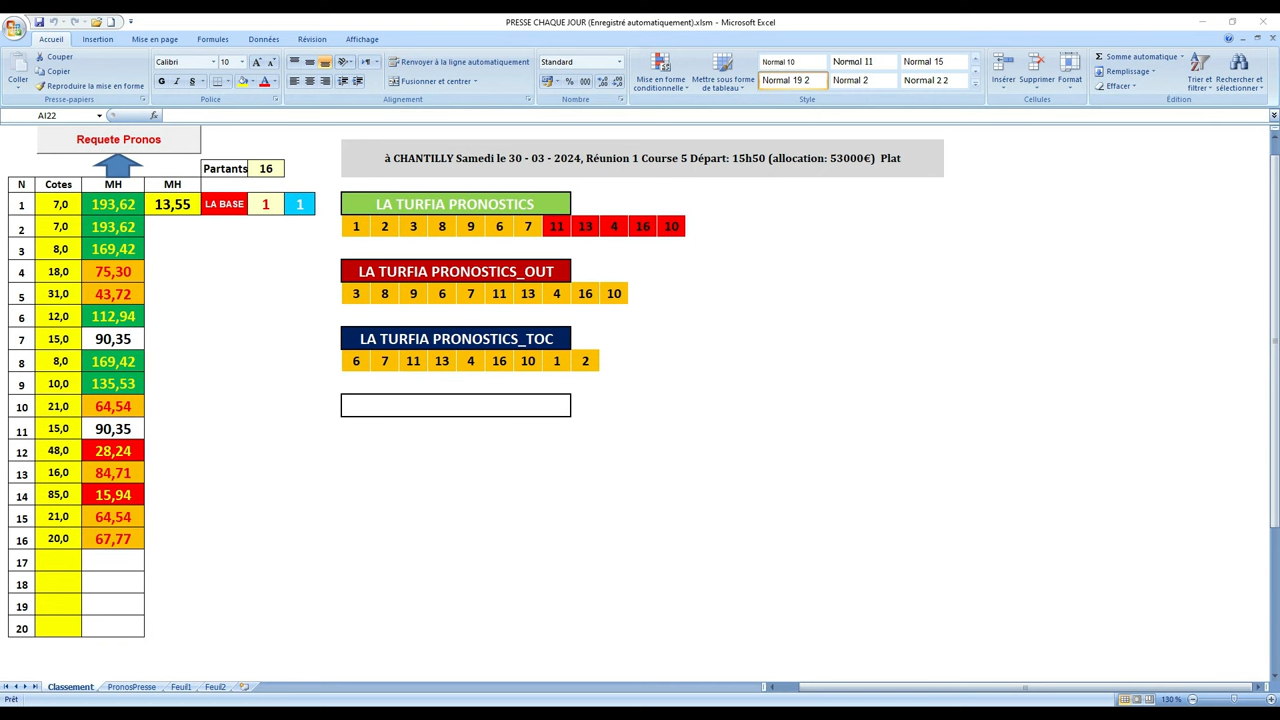 PRESSE CHAQUE JOUR (Enregistré automatiquement).xlsm - Microsoft Excel
Accueil Insertion Mise en page Formules Données Révision Affichage
Coller
Couper
Copier
Reproduire la mise en forme
Presse-papiers
Calibri 10
G I S
Police
Renvoyer à la ligne automatiquement
Fusionner et centrer
Alignement
Standard
% 000
Nombre
Mise en forme conditionnelle
Mettre sous forme de tableau
Normal 10 Normal 11 Normal 15
Normal 19 2 Normal 2 Normal 2 2
Style
Insérer Supprimer Format
Cellules
Somme automatique
Remplissage
Effacer
Trier et filtrer
Rechercher et sélectionner
Édition
AI22 fx
Requete Pronos
à CHANTILLY Samedi le 30 - 03 - 2024, Réunion 1 Course 5 Départ: 15h50 (allocation: 53000€) Plat
Partants 16
N Cotes MH MH
1 7,0 193,62 13,55 LA BASE 1 1
2 7,0 193,62
3 8,0 169,42
4 18,0 75,30
5 31,0 43,72
6 12,0 112,94
7 15,0 90,35
8 8,0 169,42
9 10,0 135,53
10 21,0 64,54
11 15,0 90,35
12 48,0 28,24
13 16,0 84,71
14 85,0 15,94
15 21,0 64,54
16 20,0 67,77
17
18
19
20
LA TURFIA PRONOSTICS
1 2 3 8 9 6 7 11 13 4 16 10
LA TURFIA PRONOSTICS_OUT
3 8 9 6 7 11 13 4 16 10
LA TURFIA PRONOSTICS_TOC
6 7 11 13 4 16 10 1 2
Classement PronosPresse Feuil1 Feuil2
Prêt 130 %